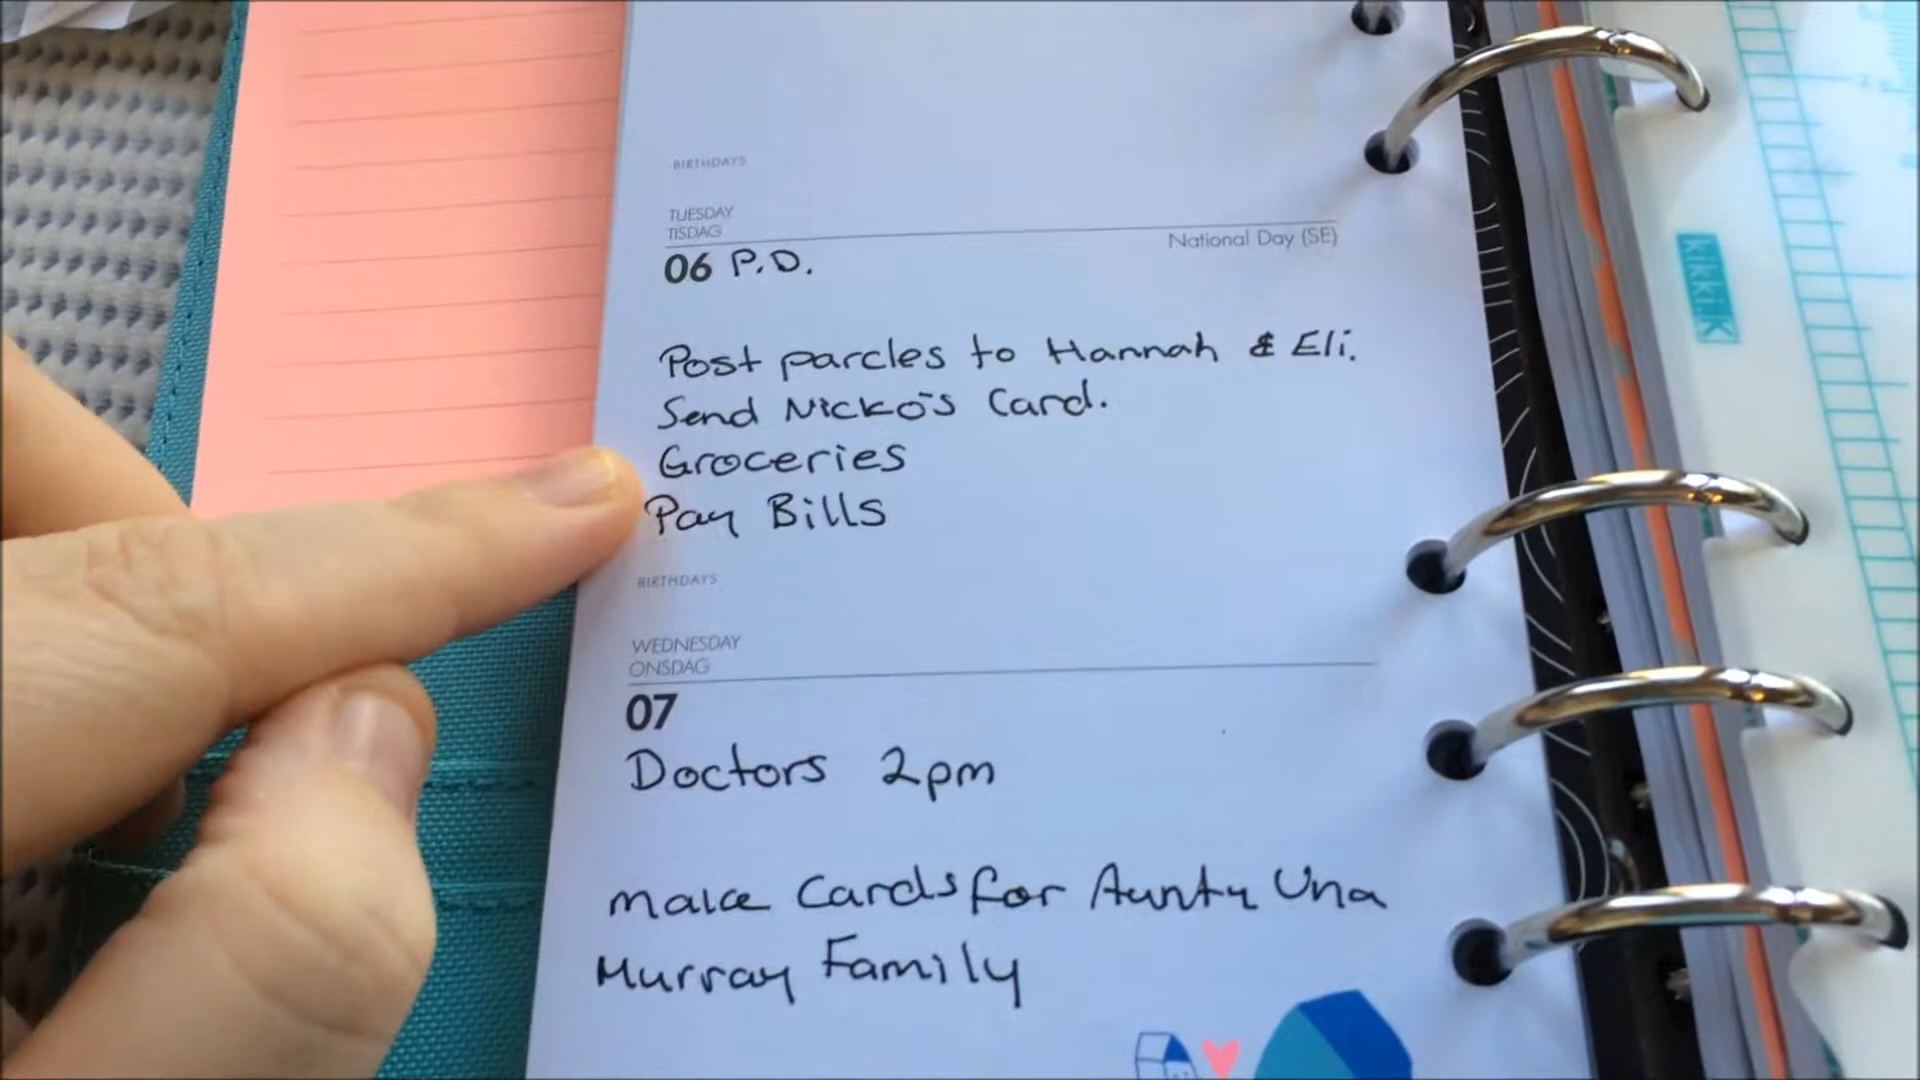 BIRTHDAYS
TUESDAY
TISDAG
National Day (SE)
06 P.D.
Post parcles to Hannah & Eli.
Send Nicko's Card.
Groceries
Pay Bills
BIRTHDAYS
WEDNESDAY
ONSDAG
07
Doctors 2pm
Make Cards for Aunty Una
Murray Family
kikki.K